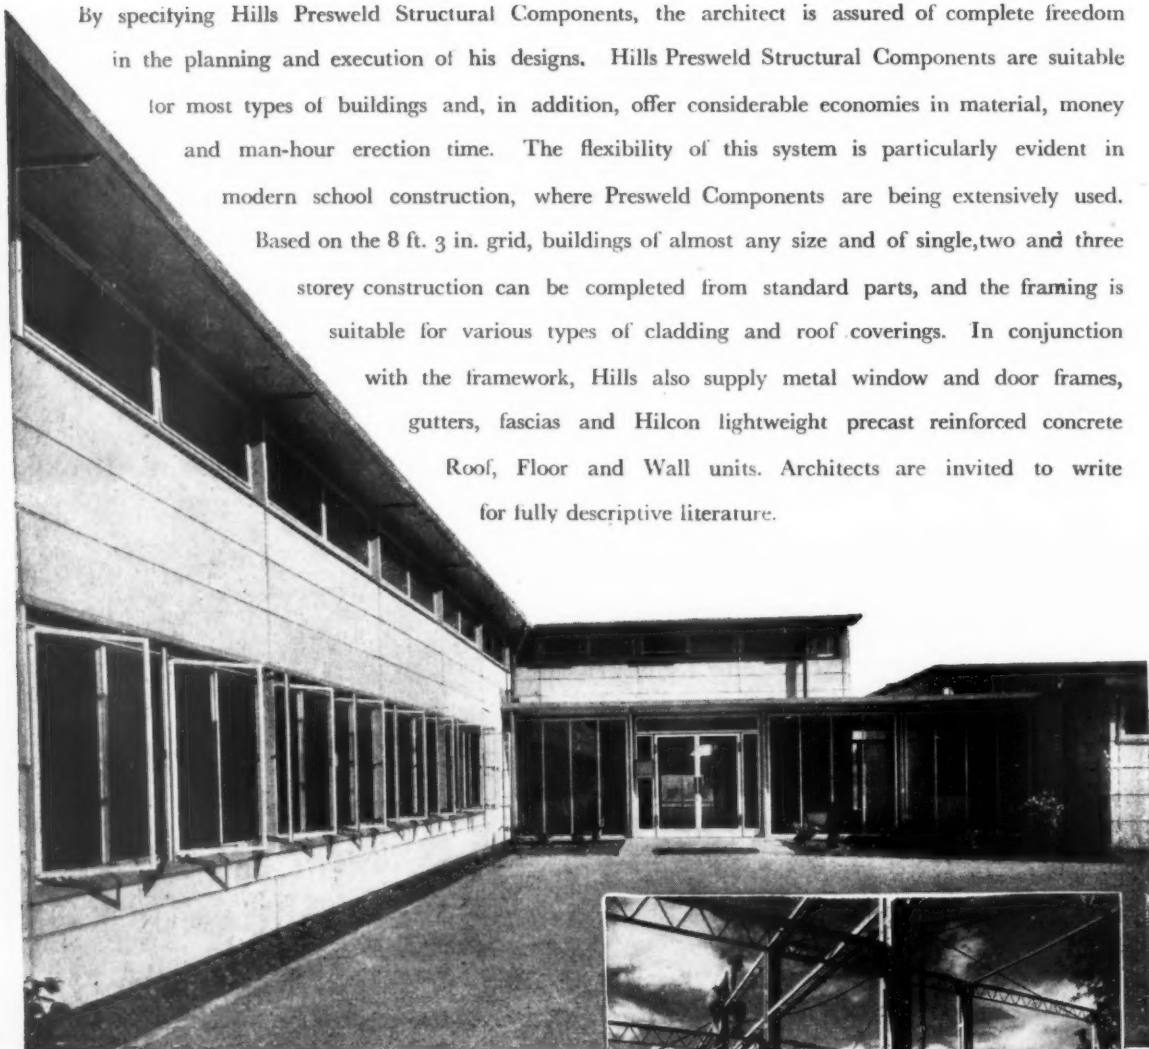 By specifying Hills Presweld Structural Components, the architect is assured of complete freedom
in the planning and execution of his designs. Hills Presweld Structural Components are suitable
for most types of buildings and, in addition, offer considerable economies in material, money
and man-hour erection time. The flexibility of this system is particularly evident in
modern school construction, where Presweld Components are being extensively used.
Based on the 8 ft. 3 in. grid, buildings of almost any size and of single,two and three
storey construction can be completed from standard parts, and the framing is
suitable for various types of cladding and roof coverings. In conjunction
with the framework, Hills also supply metal window and door frames,
gutters, fascias and Hilcon lightweight precast reinforced concrete
Roof, Floor and Wall units. Architects are invited to write
for fully descriptive literature.